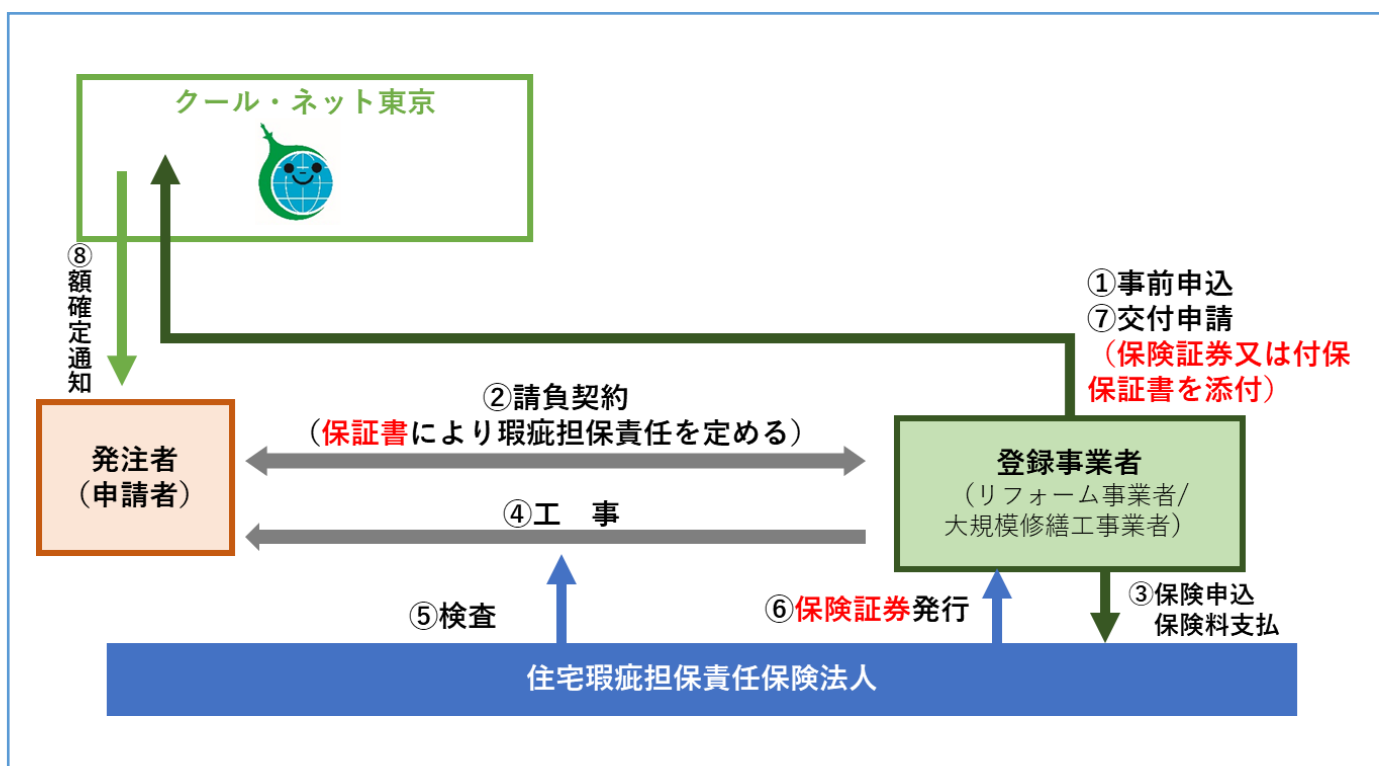 クール・ネット東京
⑧額確定通知
①事前申込
⑦交付申請
（保険証券又は付保
保証書を添付）
②請負契約
（保証書により瑕疵担保責任を定める）
発注者
（申請者）
登録事業者
（リフォーム事業者/
大規模修繕工事業者）
④工　事
⑤検査
⑥保険証券発行
③保険申込
保険料支払
住宅瑕疵担保責任保険法人